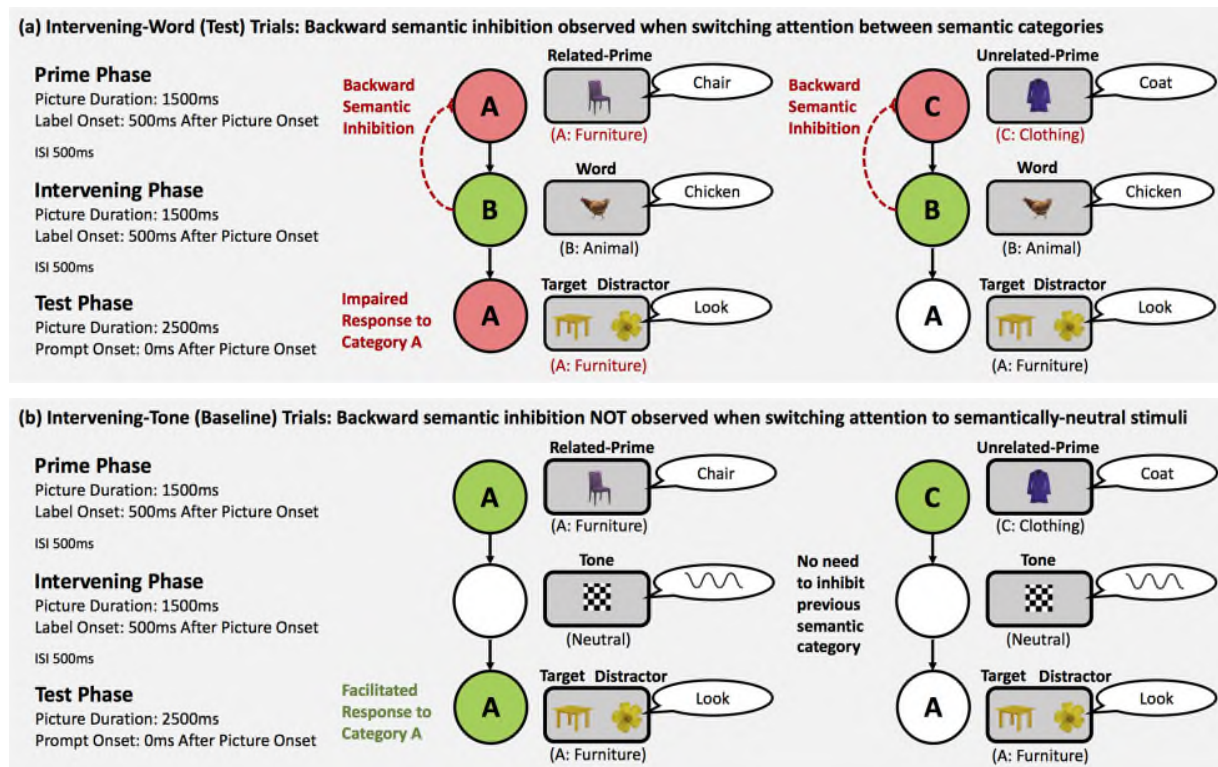 (a) Intervening-Word (Test) Trials: Backward semantic inhibition observed when switching attention between semantic categories
Prime Phase
Picture Duration: 1500ms
Label Onset: 500ms After Picture Onset
ISI 500ms
Backward
Semantic
Inhibition
A
Related-Prime
Chair
(A: Furniture)
Backward
Semantic
Inhibition
C
Unrelated-Prime
Coat
(C: Clothing)
Intervening Phase
Picture Duration: 1500ms
Label Onset: 500ms After Picture Onset
ISI 500ms
B
Word
Chicken
(B: Animal)
B
Word
Chicken
(B: Animal)
Test Phase
Picture Duration: 2500ms
Prompt Onset: 0ms After Picture Onset
Impaired
Response to
Category A
A
Target Distractor
Look
(A: Furniture)
A
Target Distractor
Look
(A: Furniture)
(b) Intervening-Tone (Baseline) Trials: Backward semantic inhibition NOT observed when switching attention to semantically-neutral stimuli
Prime Phase
Picture Duration: 1500ms
Label Onset: 500ms After Picture Onset
ISI 500ms
A
Related-Prime
Chair
(A: Furniture)
C
Unrelated-Prime
Coat
(C: Clothing)
Intervening Phase
Picture Duration: 1500ms
Label Onset: 500ms After Picture Onset
ISI 500ms
Tone
(Neutral)
No need
to inhibit
previous
semantic
category
Tone
(Neutral)
Test Phase
Picture Duration: 2500ms
Prompt Onset: 0ms After Picture Onset
Facilitated
Response to
Category A
A
Target Distractor
Look
(A: Furniture)
A
Target Distractor
Look
(A: Furniture)